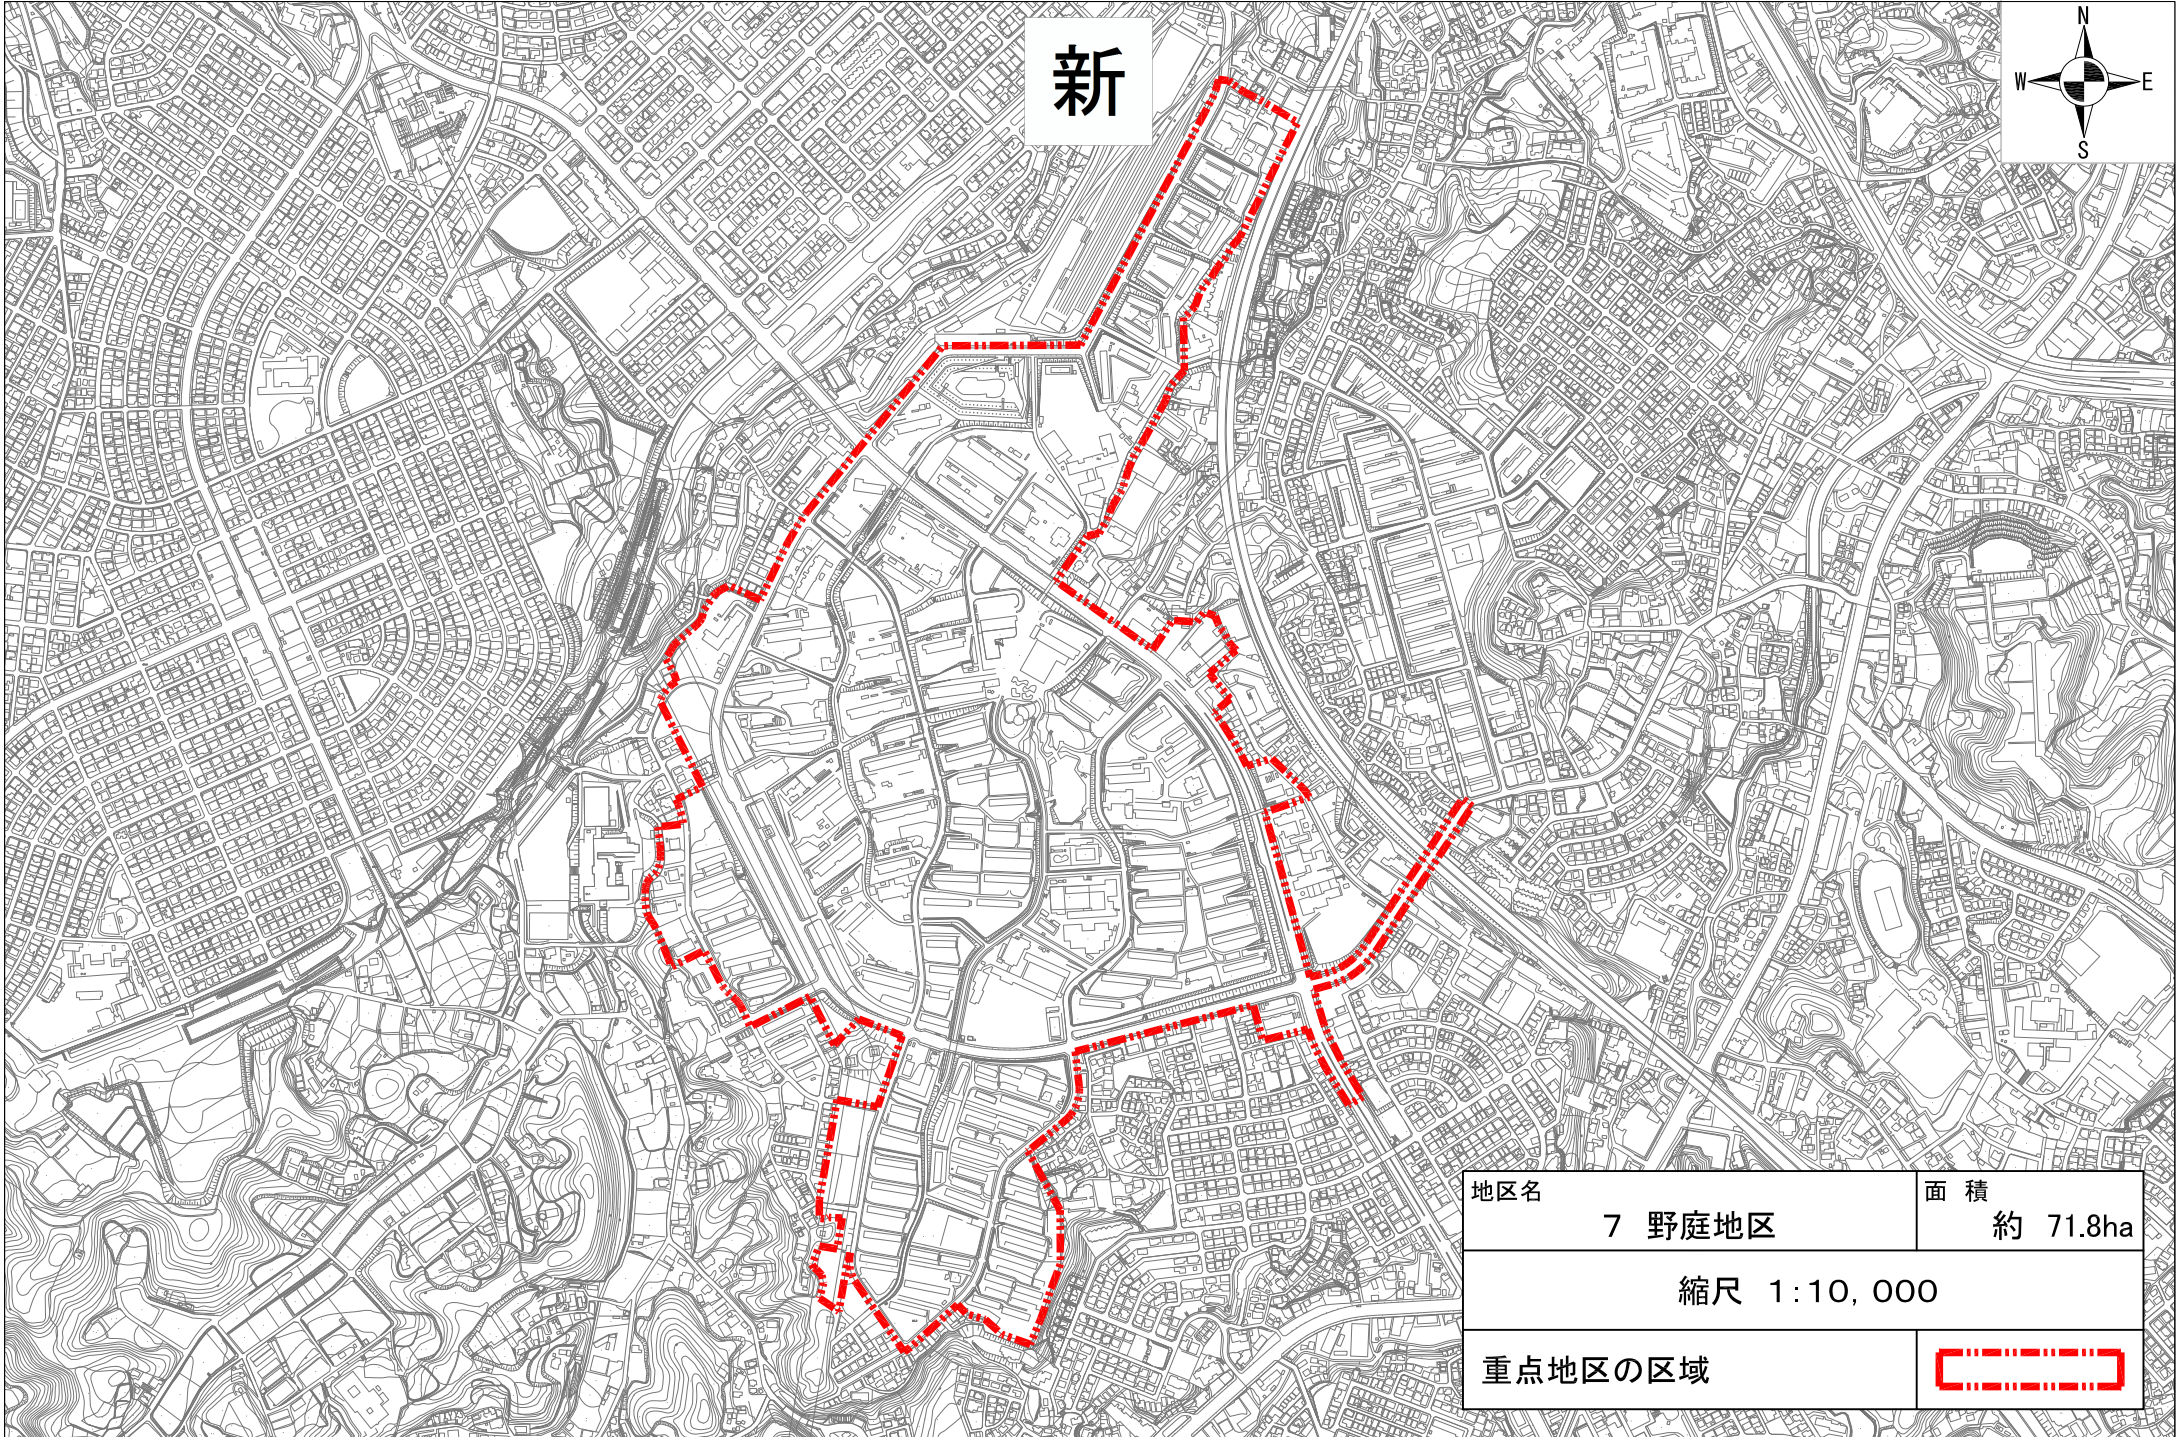 新
N
W
E
S
地区名
7 野庭地区
面 積
約 71.8ha
縮尺 1:10,000
重点地区の区域